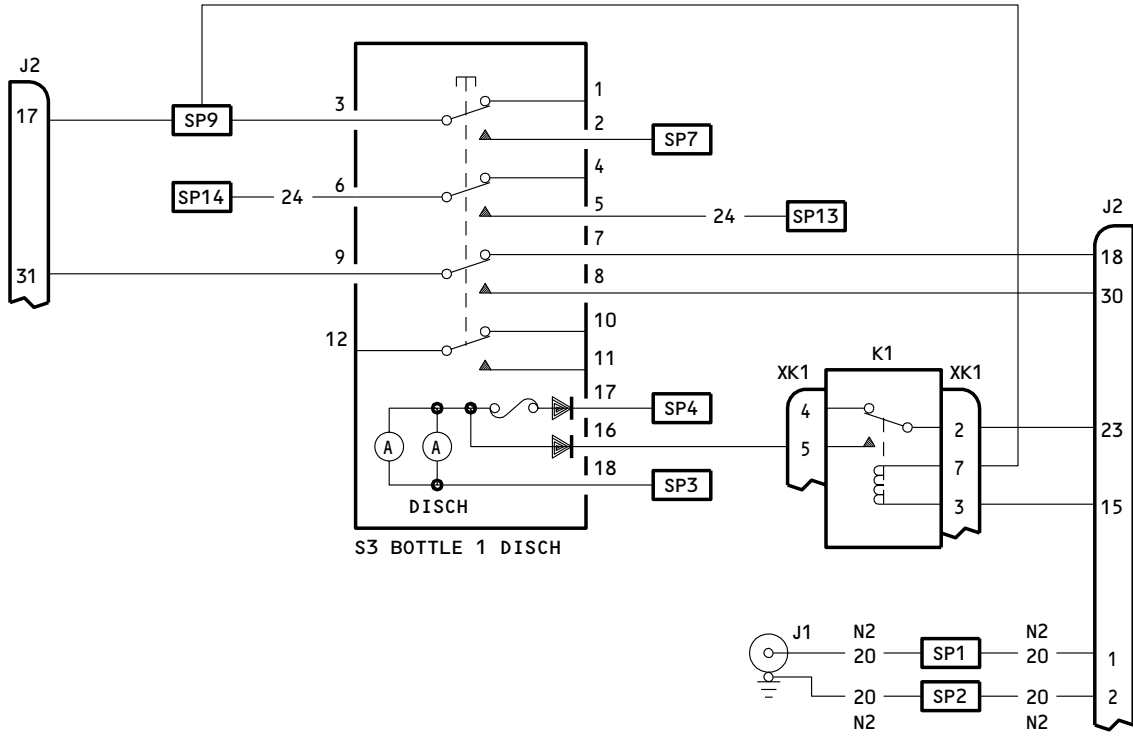 J2
17
SP9
3
1
2
SP7
SP14
24
6
4
5
24
SP13
J2
31
9
7
8
18
30
12
10
11
K1
XK1
XK1
17
SP4
4
2
23
A
A
16
5
7
18
SP3
3
15
DISCH
S3 BOTTLE 1 DISCH
J1
N2
N2
20
SP1
20
1
20
SP2
20
2
N2
N2